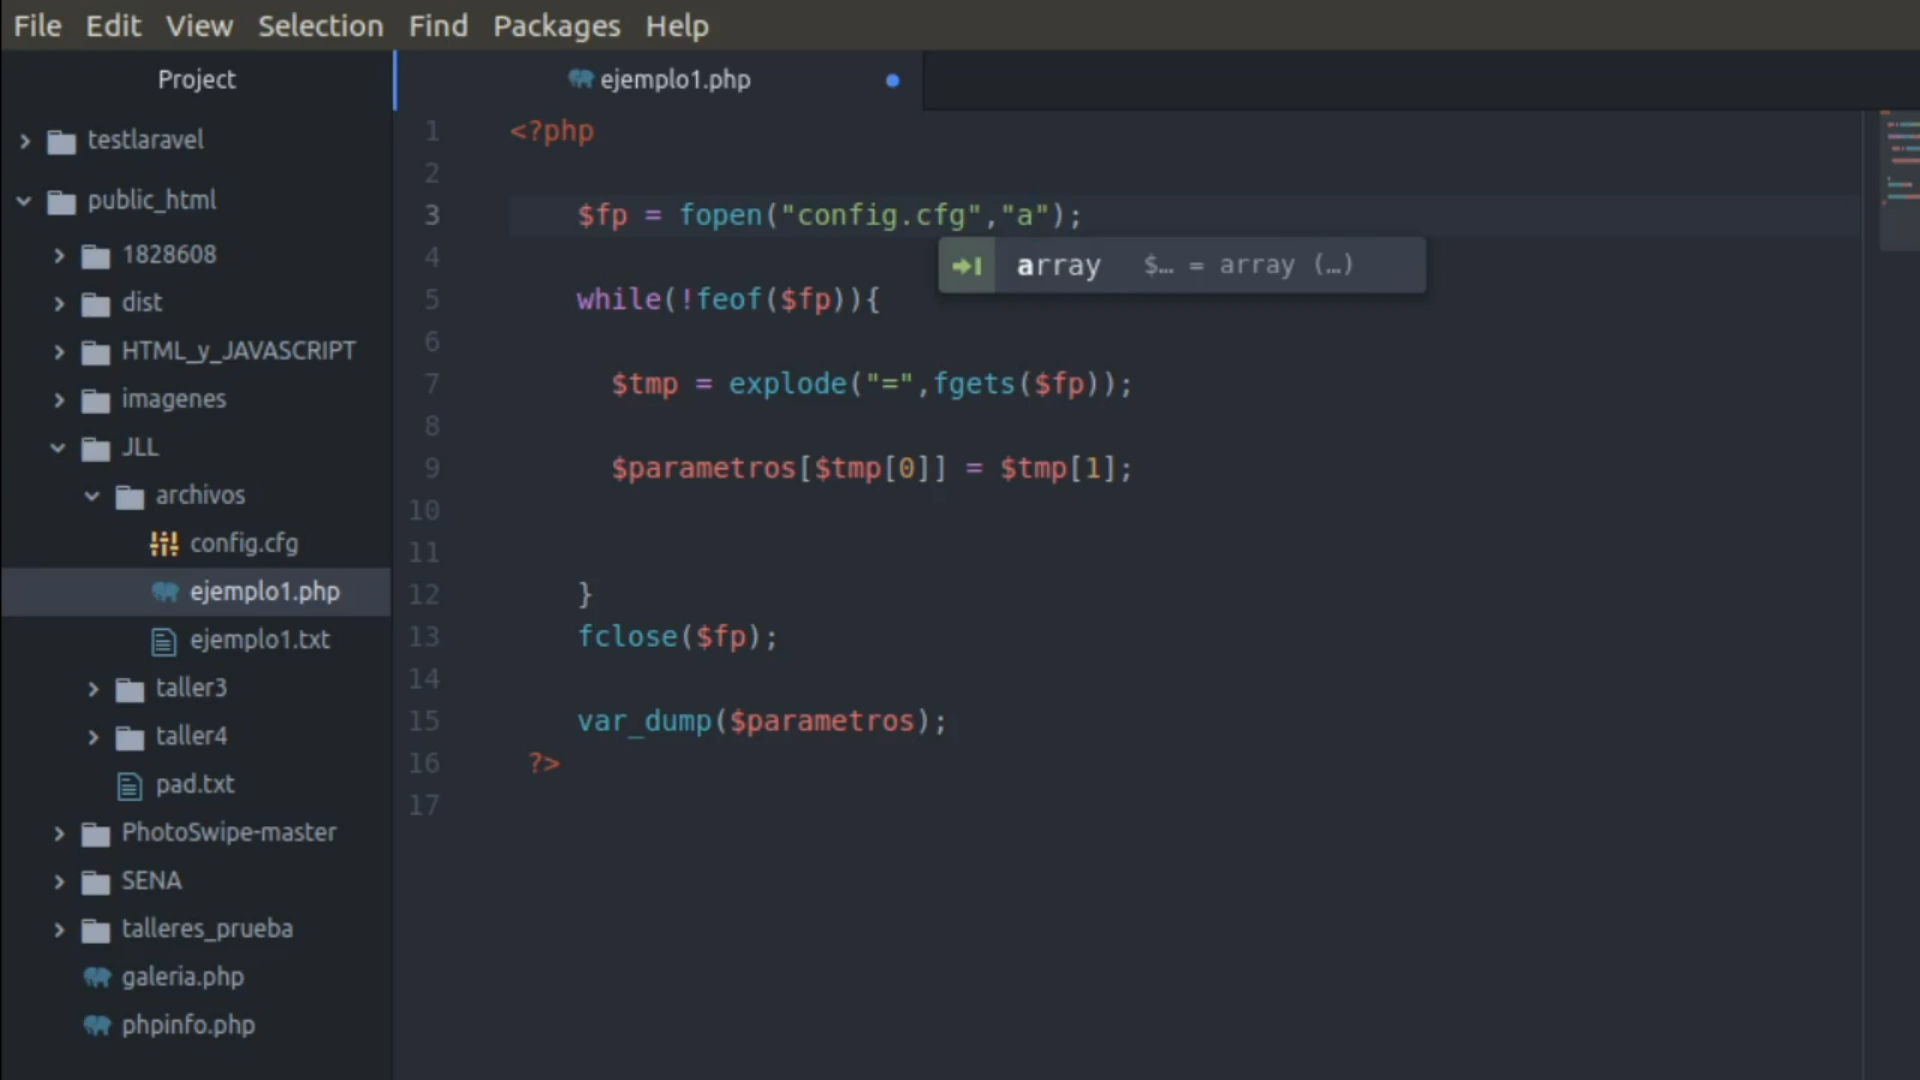 File Edit View Selection Find Packages Help
Project
testlaravel
public_html
1828608
dist
HTML_y_JAVASCRIPT
imagenes
JLL
archivos
config.cfg
ejemplo1.php
ejemplo1.txt
taller3
taller4
pad.txt
PhotoSwipe-master
SENA
talleres_prueba
galeria.php
phpinfo.php
ejemplo1.php
1 <?php
2
3 $fp = fopen("config.cfg","a");
4
array $… = array (…)
5 while(!feof($fp)){
6
7 $tmp = explode("=",fgets($fp));
8
9 $parametros[$tmp[0]] = $tmp[1];
10
11
12 }
13 fclose($fp);
14
15 var_dump($parametros);
16 ?>
17